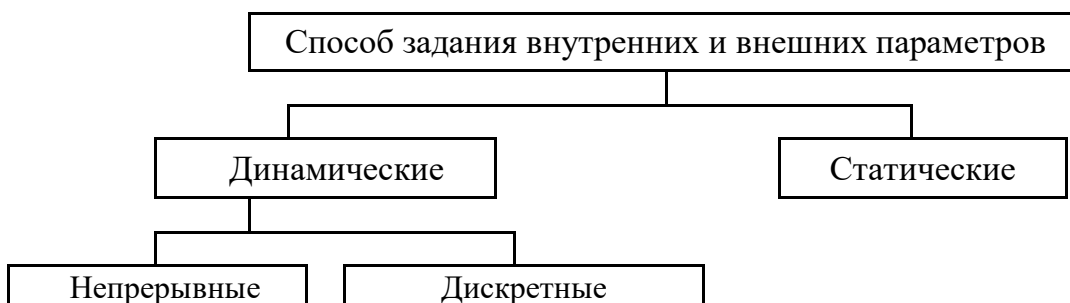 Способ задания внутренних и внешних параметров
Динамические
Статические
Непрерывные
Дискретные